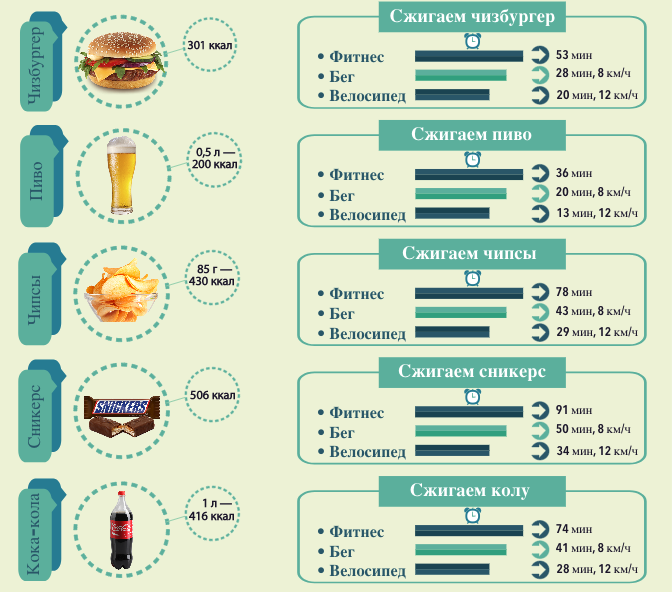 Чизбургер
301 ккал
Сжигаем чизбургер
• Фитнес
53 мин
• Бег
28 мин, 8 км/ч
• Велосипед
20 мин, 12 км/ч
Пиво
0,5 л —
200 ккал
Сжигаем пиво
• Фитнес
36 мин
• Бег
20 мин, 8 км/ч
• Велосипед
13 мин, 12 км/ч
Чипсы
85 г —
430 ккал
Сжигаем чипсы
• Фитнес
78 мин
• Бег
43 мин, 8 км/ч
• Велосипед
29 мин, 12 км/ч
Сникерс
SNICKERS
506 ккал
Сжигаем сникерс
• Фитнес
91 мин
• Бег
50 мин, 8 км/ч
• Велосипед
34 мин, 12 км/ч
Кока-кола
Coca-Cola
1 л —
416 ккал
Сжигаем колу
• Фитнес
74 мин
• Бег
41 мин, 8 км/ч
• Велосипед
28 мин, 12 км/ч